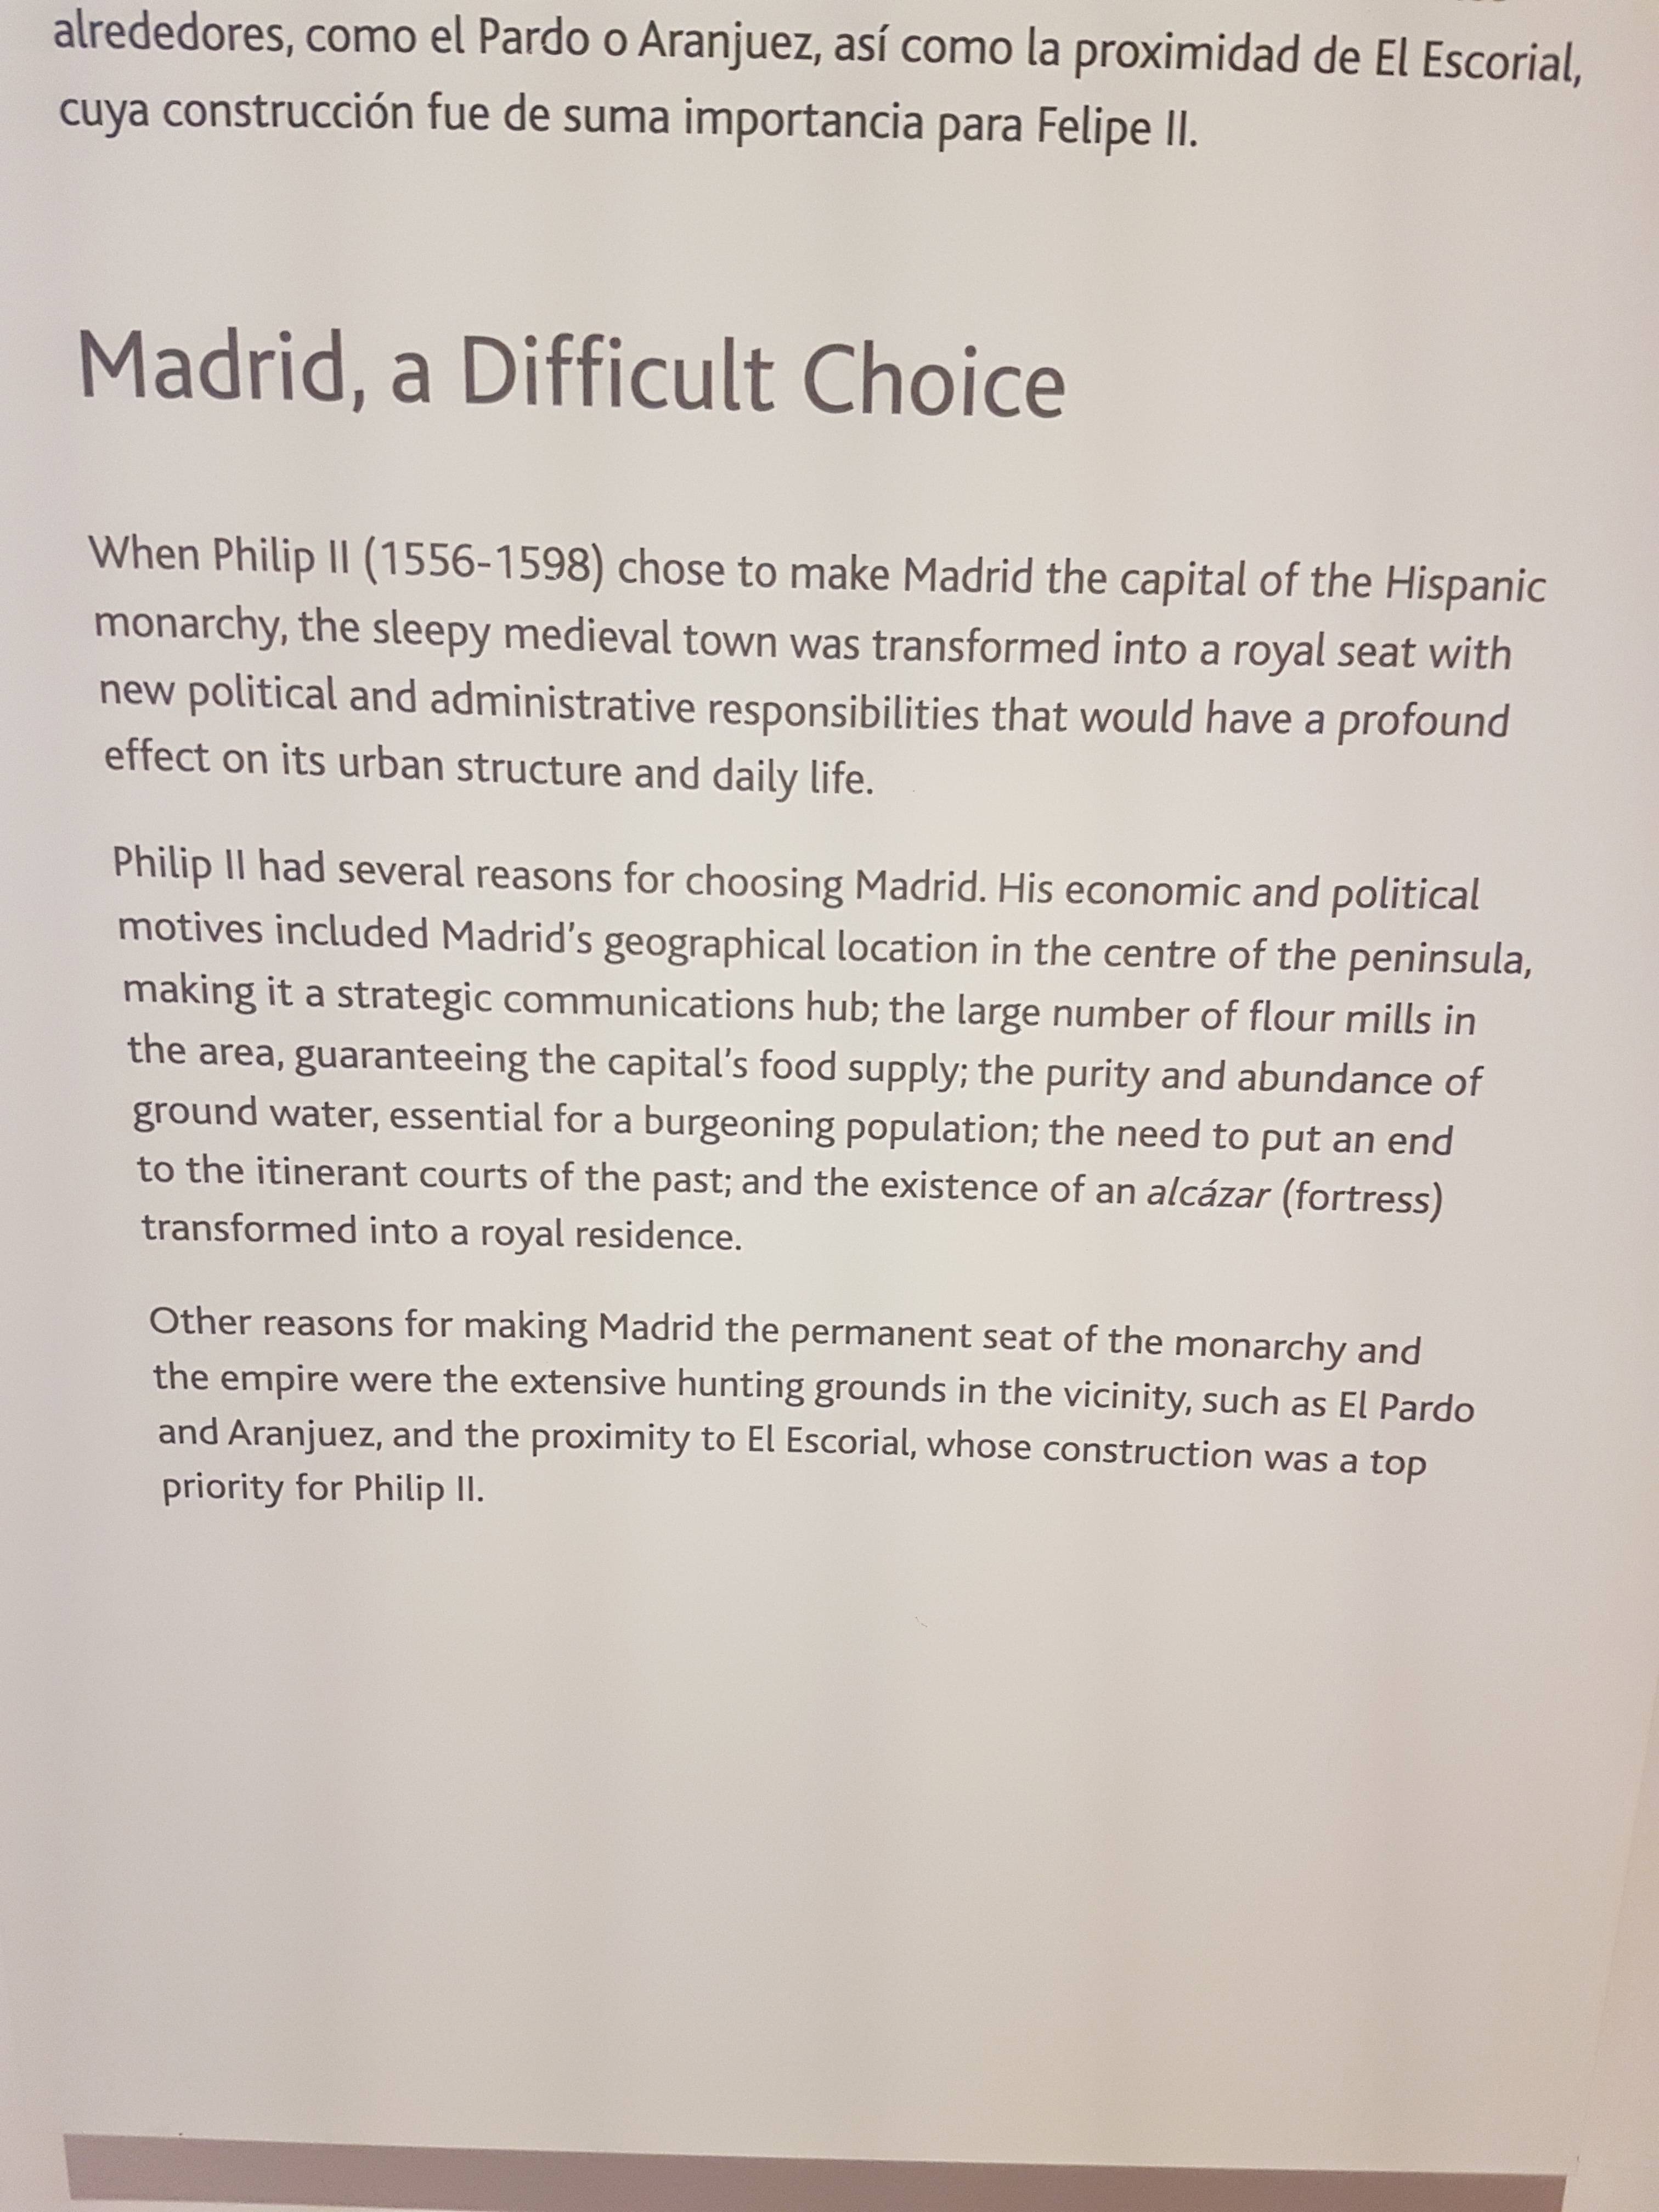 alrededores, como el Pardo o Aranjuez, así como la proximidad de El Escorial,
cuya construcción fue de suma importancia para Felipe II.
Madrid, a Difficult Choice
When Philip II (1556-1598) chose to make Madrid the capital of the Hispanic
monarchy, the sleepy medieval town was transformed into a royal seat with
new political and administrative responsibilities that would have a profound
effect on its urban structure and daily life.
Philip II had several reasons for choosing Madrid. His economic and political
motives included Madrid's geographical location in the centre of the peninsula,
making it a strategic communications hub; the large number of flour mills in
the area, guaranteeing the capital's food supply; the purity and abundance of
ground water, essential for a burgeoning population; the need to put an end
to the itinerant courts of the past; and the existence of an alcázar (fortress)
transformed into a royal residence.
Other reasons for making Madrid the permanent seat of the monarchy and
the empire were the extensive hunting grounds in the vicinity, such as El Pardo
and Aranjuez, and the proximity to El Escorial, whose construction was a top
priority for Philip II.